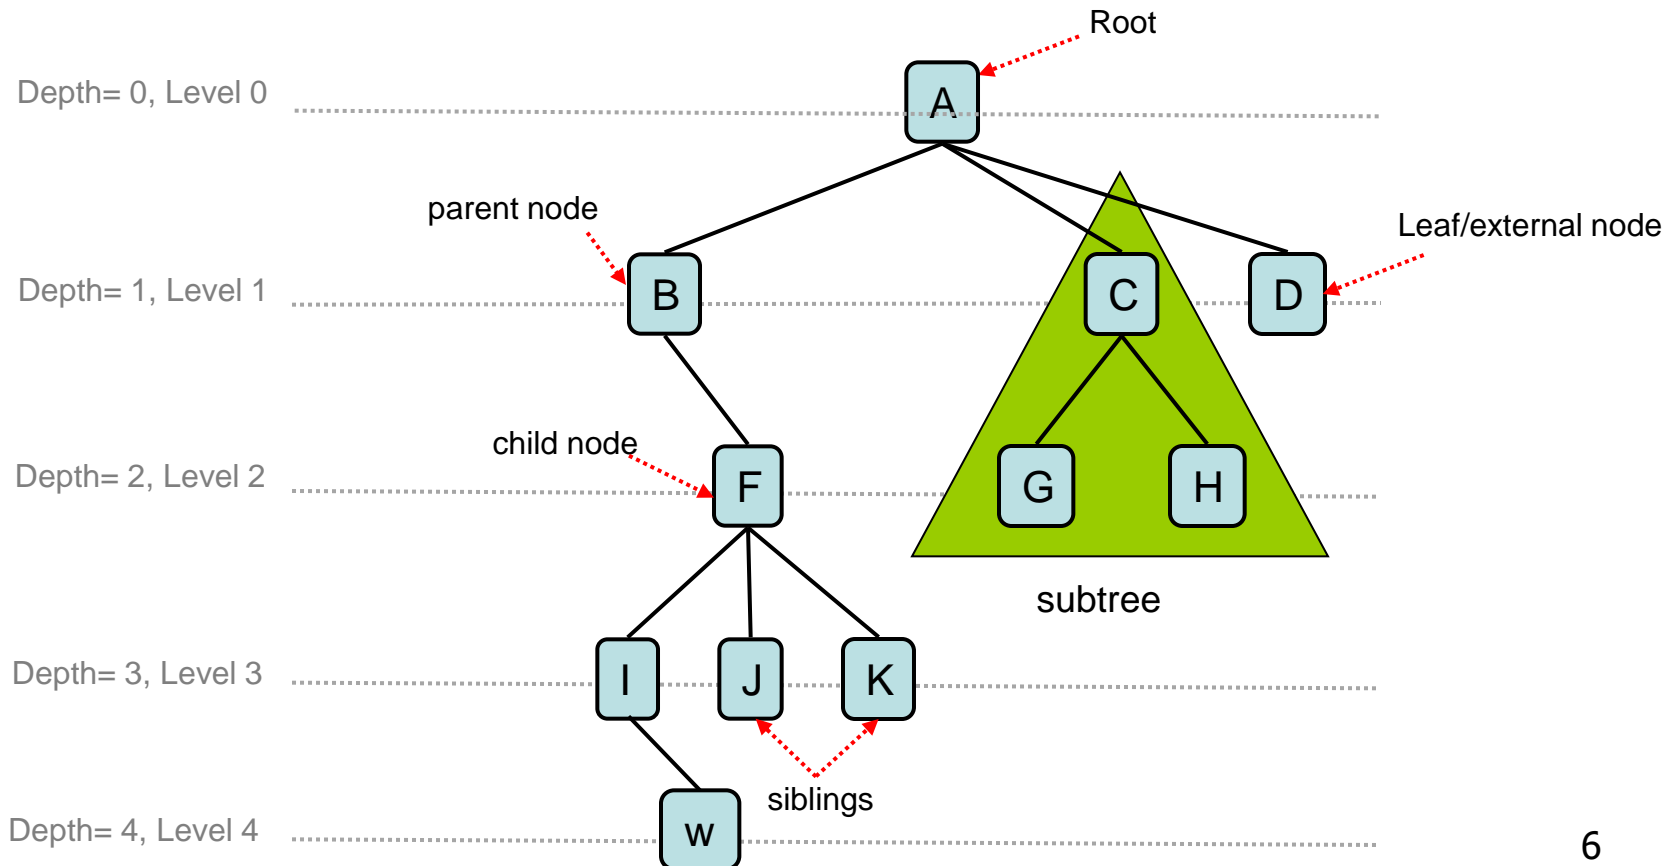 Root
Depth= 0, Level 0
A
parent node
Leaf/external node
Depth= 1, Level 1
B
C
D
child node
Depth= 2, Level 2
F
G
H
subtree
Depth= 3, Level 3
I
J
K
siblings
Depth= 4, Level 4
w
6